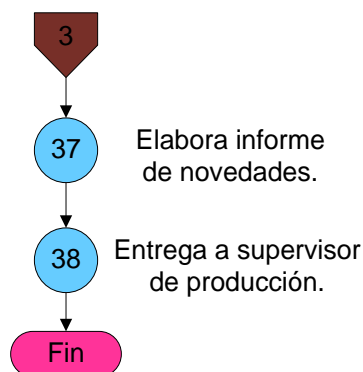 3
37
Elabora informe
de novedades.
38
Entrega a supervisor
de producción.
Fin